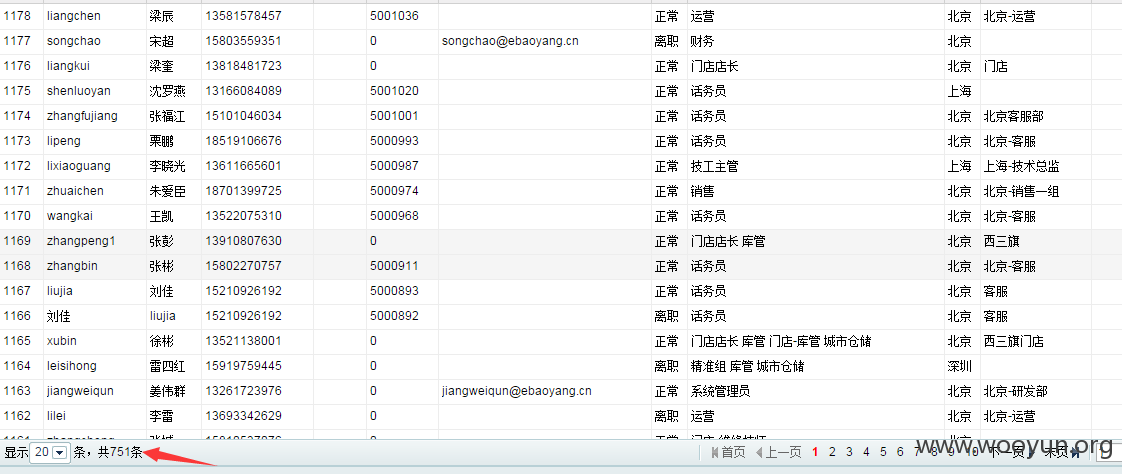 1178 liangchen 梁辰 13581578457 5001036 正常 运营 北京 北京-运营
1177 songchao 宋超 15803559351 0 songchao@ebaoyang.cn 离职 财务 北京
1176 liangkui 梁奎 13818481723 0 正常 门店店长 北京 门店
1175 shenluoyan 沈罗燕 13166084089 5001020 正常 话务员 上海
1174 zhangfujiang 张福江 15101046034 5001001 正常 话务员 北京 北京客服部
1173 lipeng 栗鹏 18519106676 5000993 正常 话务员 北京 北京-客服
1172 lixiaoguang 李晓光 13611665601 5000987 正常 技工主管 上海 上海-技术总监
1171 zhuaichen 朱爱臣 18701399725 5000974 正常 销售 北京 北京-销售一组
1170 wangkai 王凯 13522075310 5000968 正常 话务员 北京 北京-客服
1169 zhangpeng1 张彭 13910807630 0 正常 门店店长 库管 北京 西三旗
1168 zhangbin 张彬 15802270757 5000911 正常 话务员 北京 北京-客服
1167 liujia 刘佳 15210926192 5000893 正常 话务员 北京 客服
1166 刘佳 liujia 15210926192 5000892 离职 话务员 北京 客服
1165 xubin 徐彬 13521138001 0 正常 门店店长 库管 门店-库管 城市仓储 北京 西三旗门店
1164 leisihong 雷四红 15919759445 0 离职 精准组 库管 城市仓储 深圳
1163 jiangweiqun 姜伟群 13261723976 0 jiangweiqun@ebaoyang.cn 正常 系统管理员 北京 北京-研发部
1162 lilei 李雷 13693342629 0 离职 运营 北京 北京-运营
显示 20 条，共751条 首页 上一页 1 2 3 4 5 6 7 8 9 10 下一页 末页
www.wooyun.org